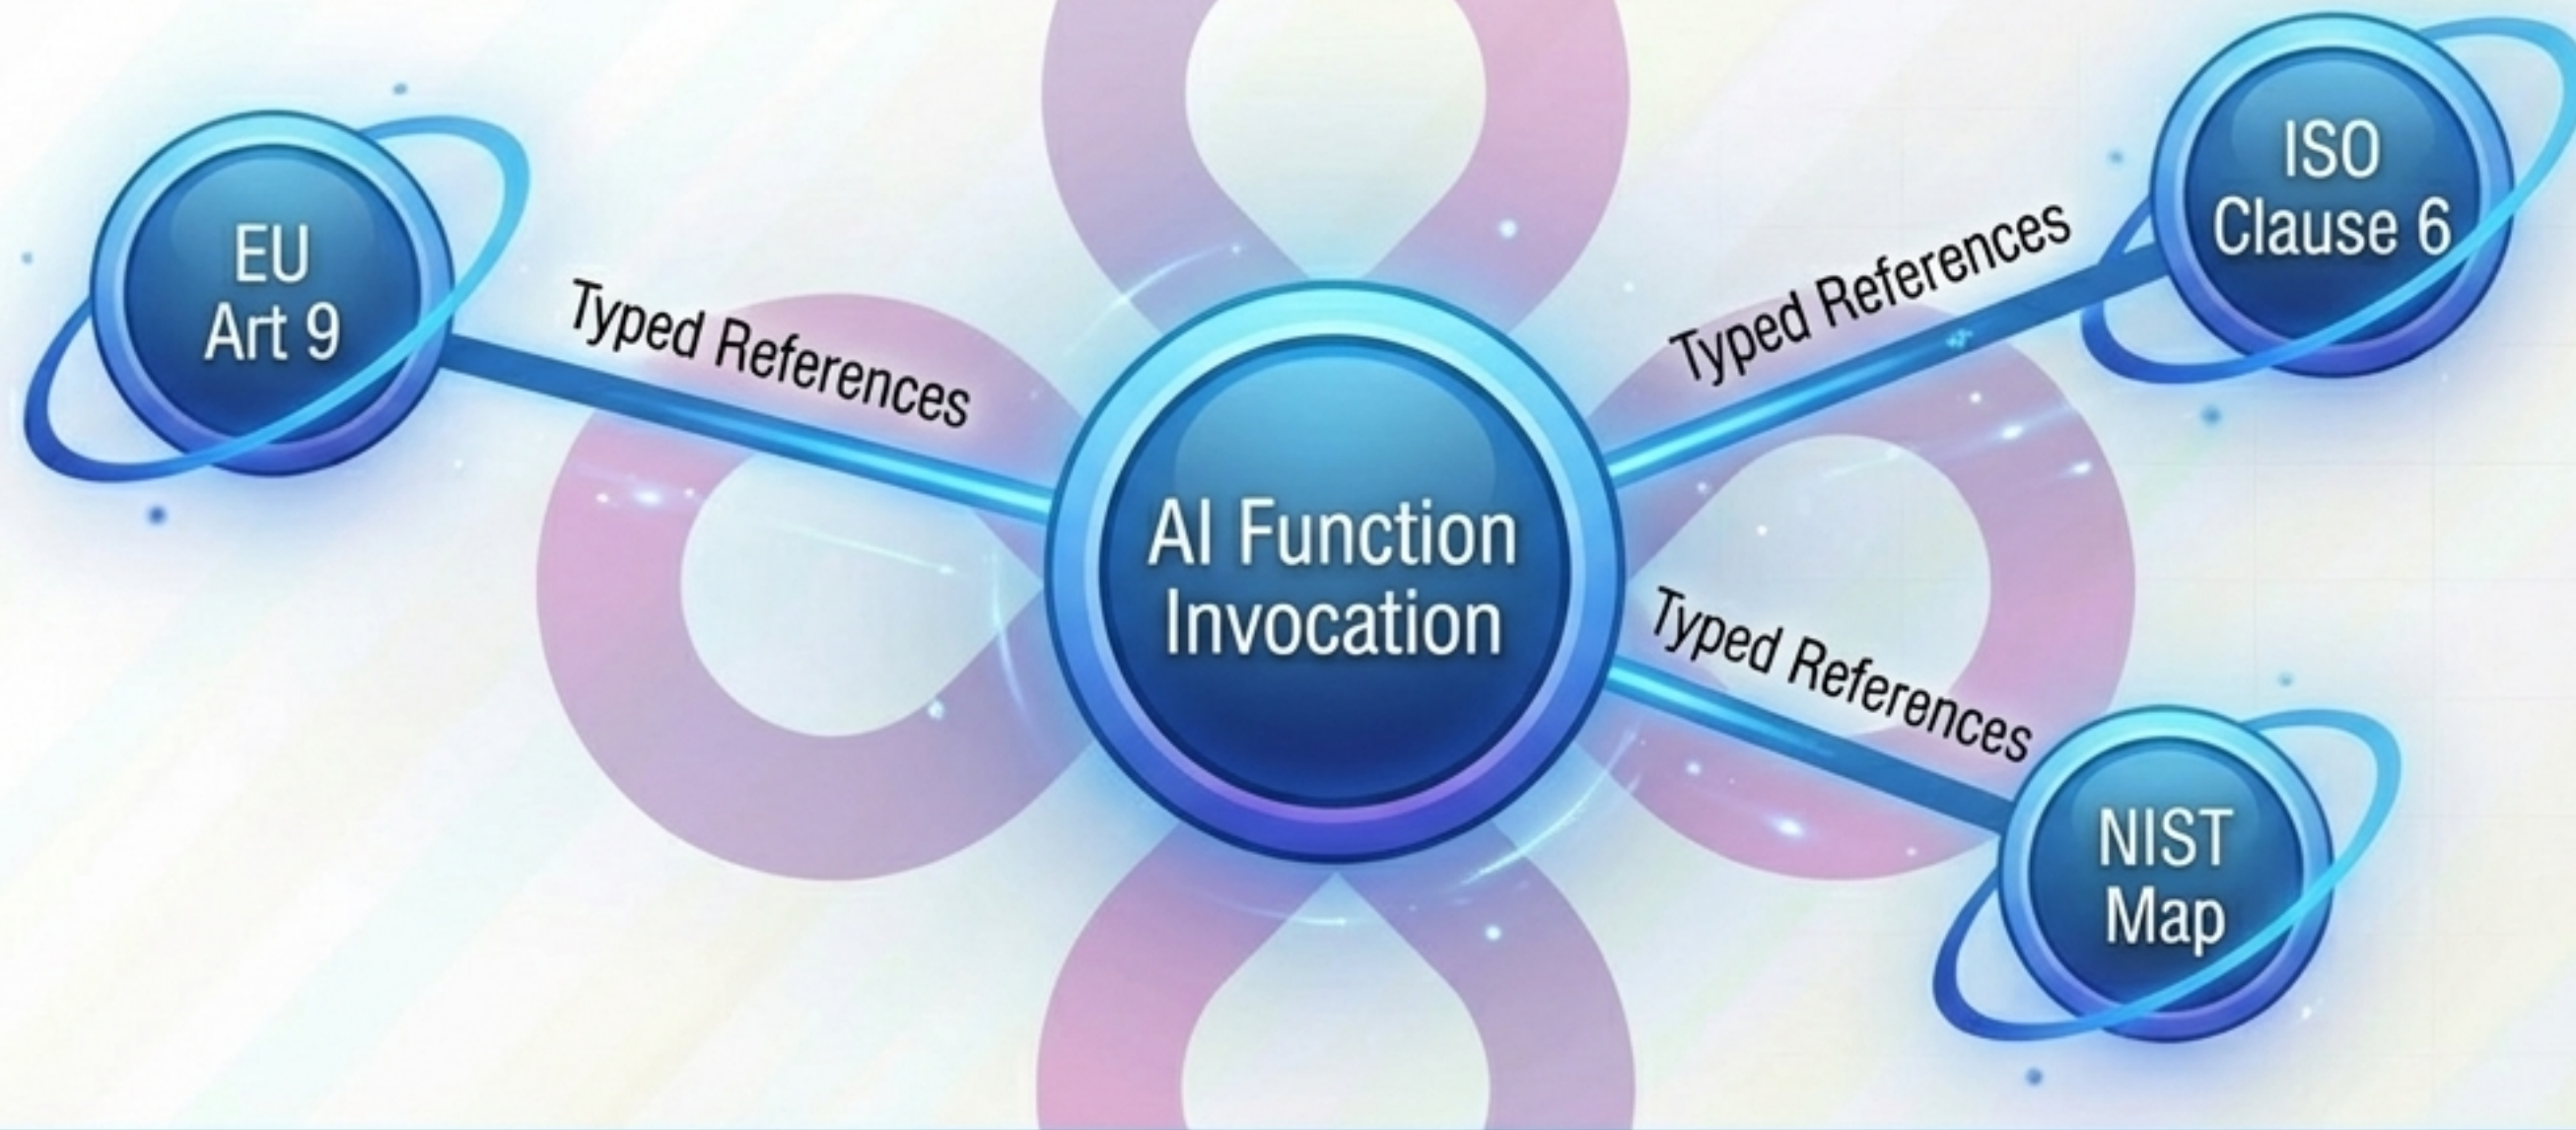 EU
Art 9
Typed References
AI Function
Invocation
Typed References
ISO
Clause 6
Typed References
NIST
Map